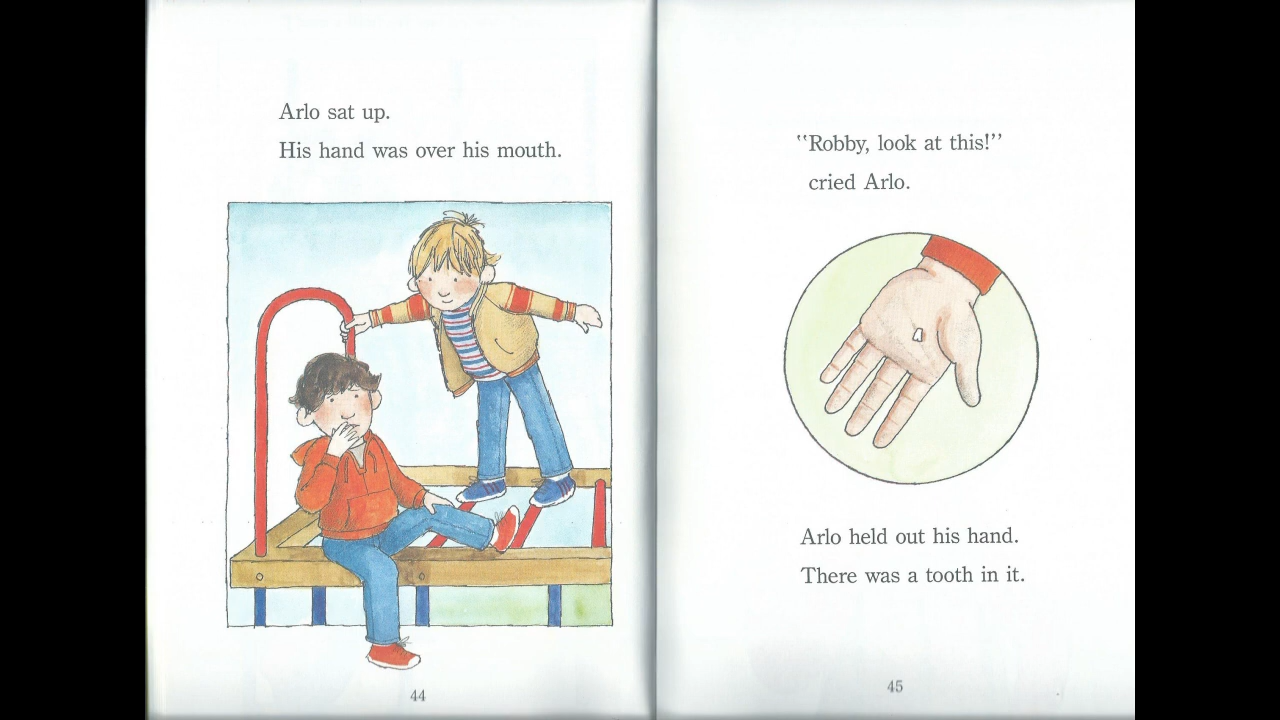 Arlo sat up.
His hand was over his mouth.
44
"Robby, look at this!"
cried Arlo.
Arlo held out his hand.
There was a tooth in it.
45